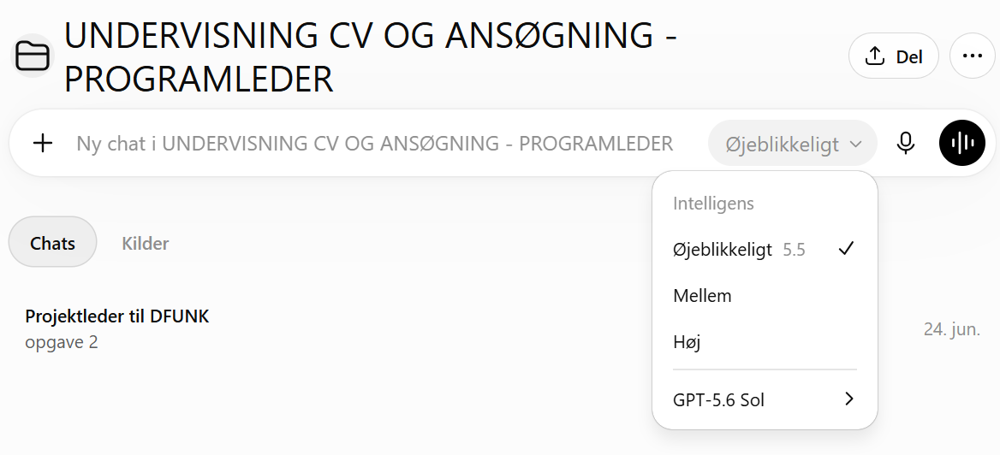 UNDERVISNING CV OG ANSØGNING -
PROGRAMLEDER
Del
Ny chat i UNDERVISNING CV OG ANSØGNING - PROGRAMLEDER
Øjeblikkeligt
Intelligens
Øjeblikkeligt 5.5
Mellem
Høj
GPT-5.6 Sol
Chats
Kilder
Projektleder til DFUNK
opgave 2
24. jun.